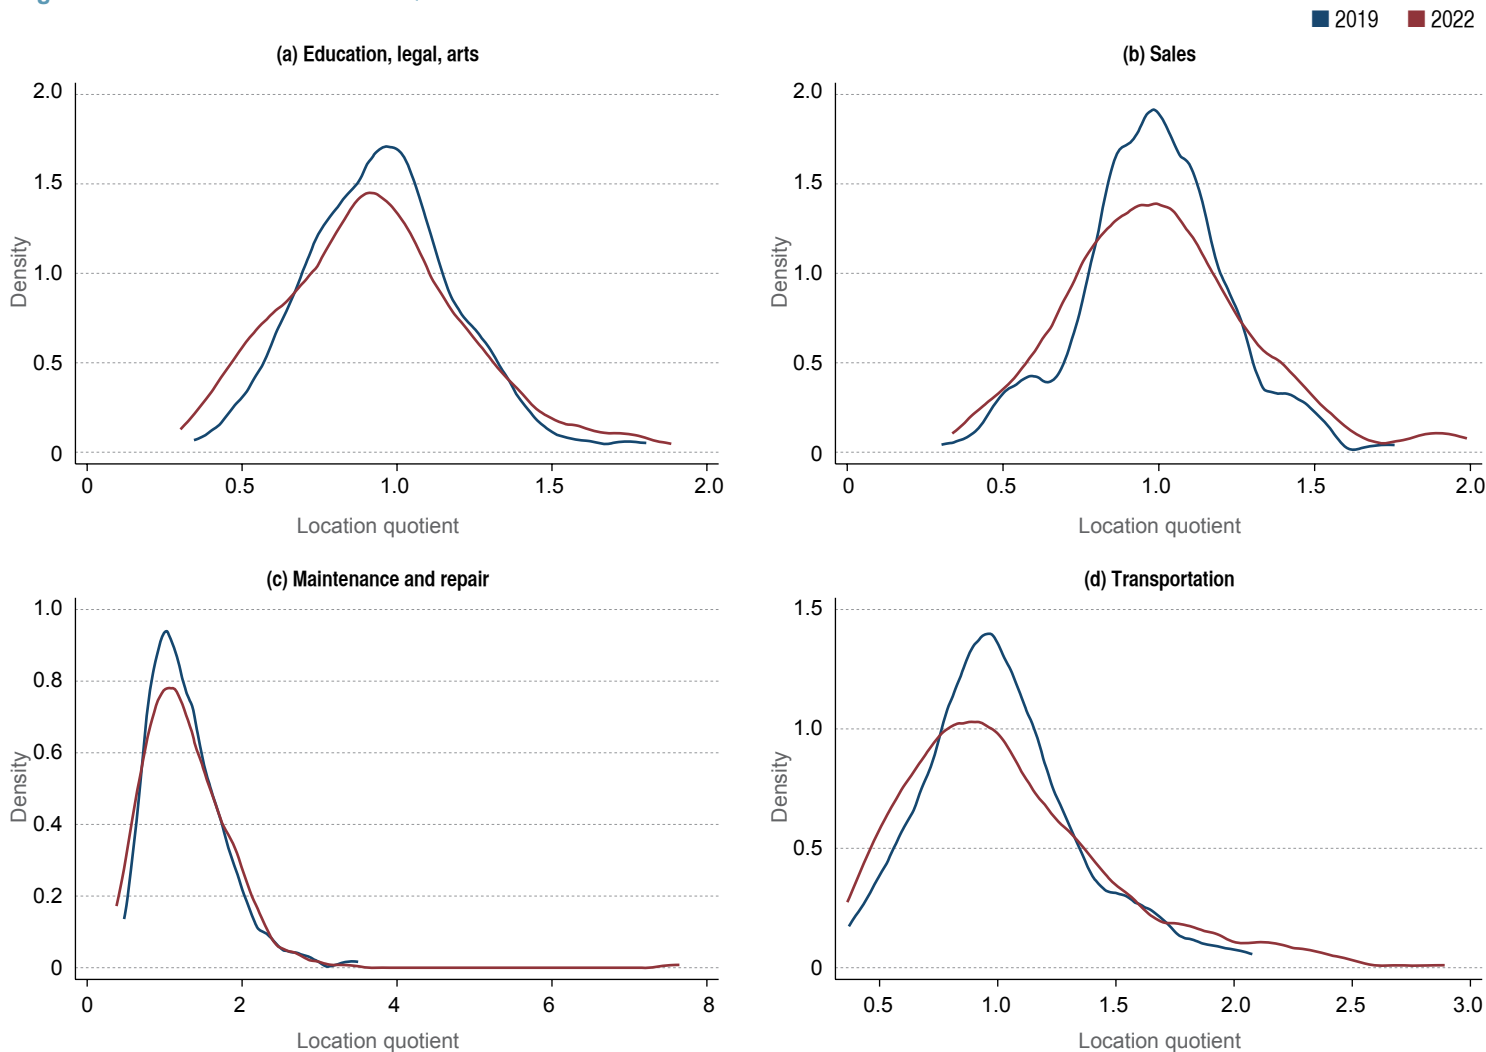 2019 2022
(a) Education, legal, arts
2.0
1.5
1.0
0.5
0
Density
0 0.5 1.0 1.5 2.0
Location quotient
(b) Sales
2.0
1.5
1.0
0.5
0
Density
0 0.5 1.0 1.5 2.0
Location quotient
(c) Maintenance and repair
1.0
0.8
0.6
0.4
0.2
0
Density
0 2 4 6 8
Location quotient
(d) Transportation
1.5
1.0
0.5
0
Density
0.5 1.0 1.5 2.0 2.5 3.0
Location quotient